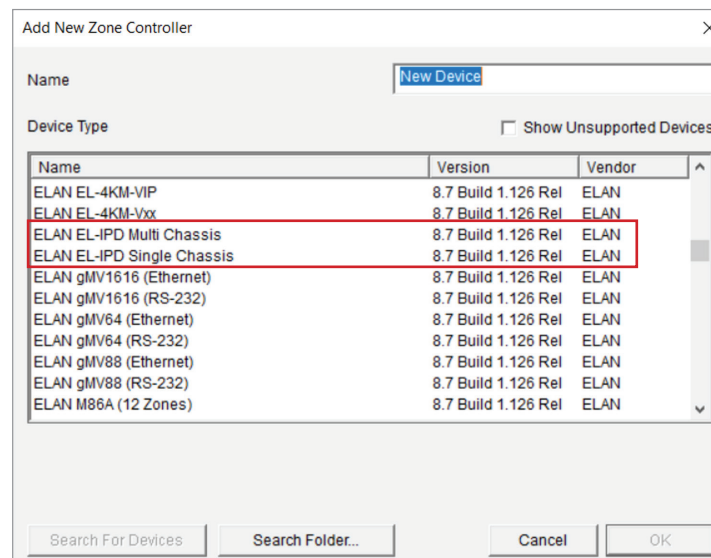 Add New Zone Controller
Name
New Device
Device Type
Show Unsupported Devices
Name Version Vendor
ELAN EL-4KM-VIP 8.7 Build 1.126 Rel ELAN
ELAN EL-4KM-Vxx 8.7 Build 1.126 Rel ELAN
ELAN EL-IPD Multi Chassis 8.7 Build 1.126 Rel ELAN
ELAN EL-IPD Single Chassis 8.7 Build 1.126 Rel ELAN
ELAN gMV1616 (Ethernet) 8.7 Build 1.126 Rel ELAN
ELAN gMV1616 (RS-232) 8.7 Build 1.126 Rel ELAN
ELAN gMV64 (Ethernet) 8.7 Build 1.126 Rel ELAN
ELAN gMV64 (RS-232) 8.7 Build 1.126 Rel ELAN
ELAN gMV88 (Ethernet) 8.7 Build 1.126 Rel ELAN
ELAN gMV88 (RS-232) 8.7 Build 1.126 Rel ELAN
ELAN M86A (12 Zones) 8.7 Build 1.126 Rel ELAN
Search For Devices Search Folder... Cancel OK